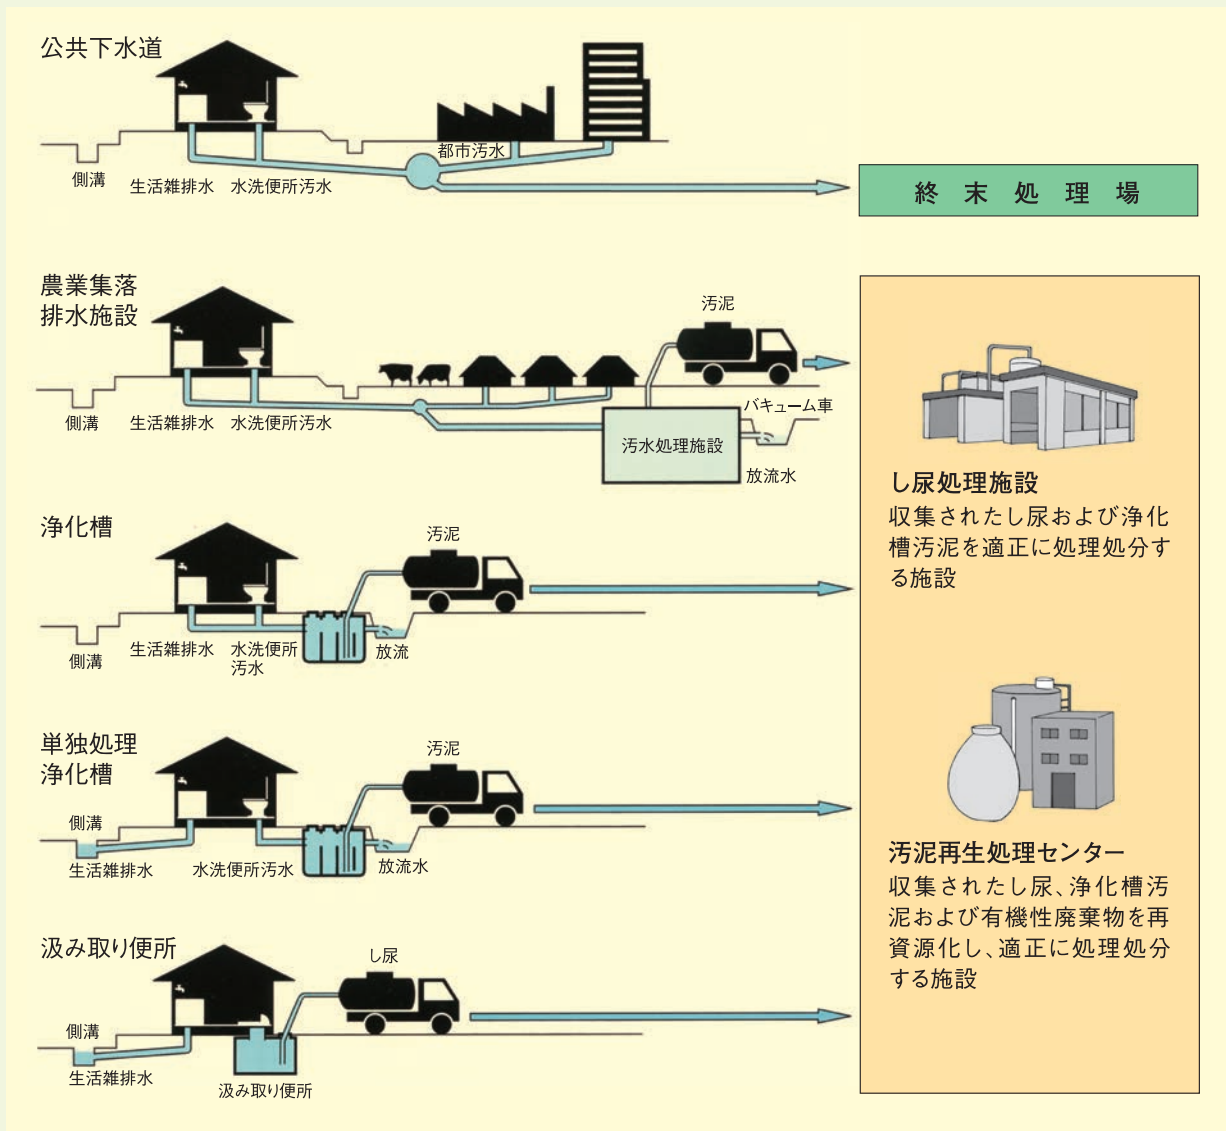 公共下水道
都市汚水
側溝
生活雑排水
水洗便所汚水
終末処理場
農業集落
排水施設
汚泥
側溝
生活雑排水
水洗便所汚水
バキューム車
汚水処理施設
放流水
浄化槽
汚泥
側溝
生活雑排水
水洗便所
汚水
放流
単独処理
浄化槽
汚泥
側溝
生活雑排水
水洗便所汚水
放流水
汲み取り便所
し尿
側溝
生活雑排水
汲み取り便所
し尿処理施設
収集されたし尿および浄化
槽汚泥を適正に処理処分す
る施設
汚泥再生処理センター
収集されたし尿、浄化槽汚
泥および有機性廃棄物を再
資源化し、適正に処理処分
する施設